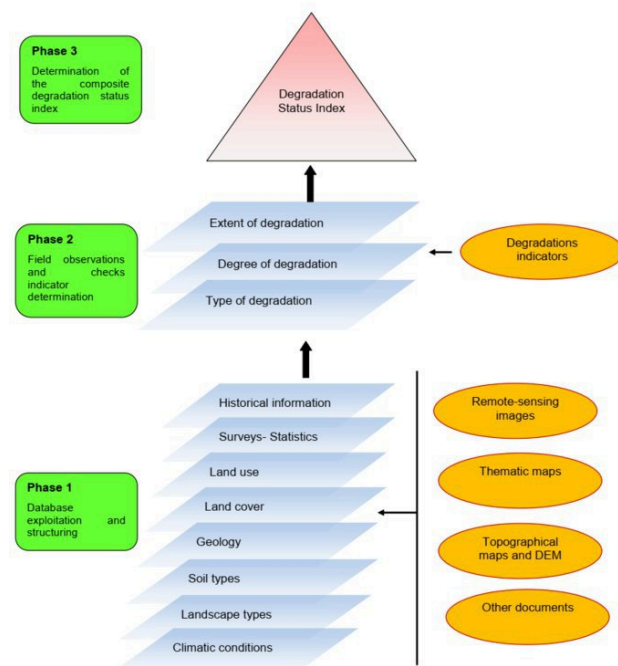 Phase 3
Determination of
the composite
degradation status
index
Degradation
Status Index
Phase 2
Field observations
and checks
indicator
determination
Extent of degradation
Degree of degradation
Type of degradation
Degradations
indicators
Phase 1
Database
exploitation and
structuring
Historical information
Surveys- Statistics
Land use
Land cover
Geology
Soil types
Landscape types
Climatic conditions
Remote-sensing
images
Thematic maps
Topographical
maps and DEM
Other documents